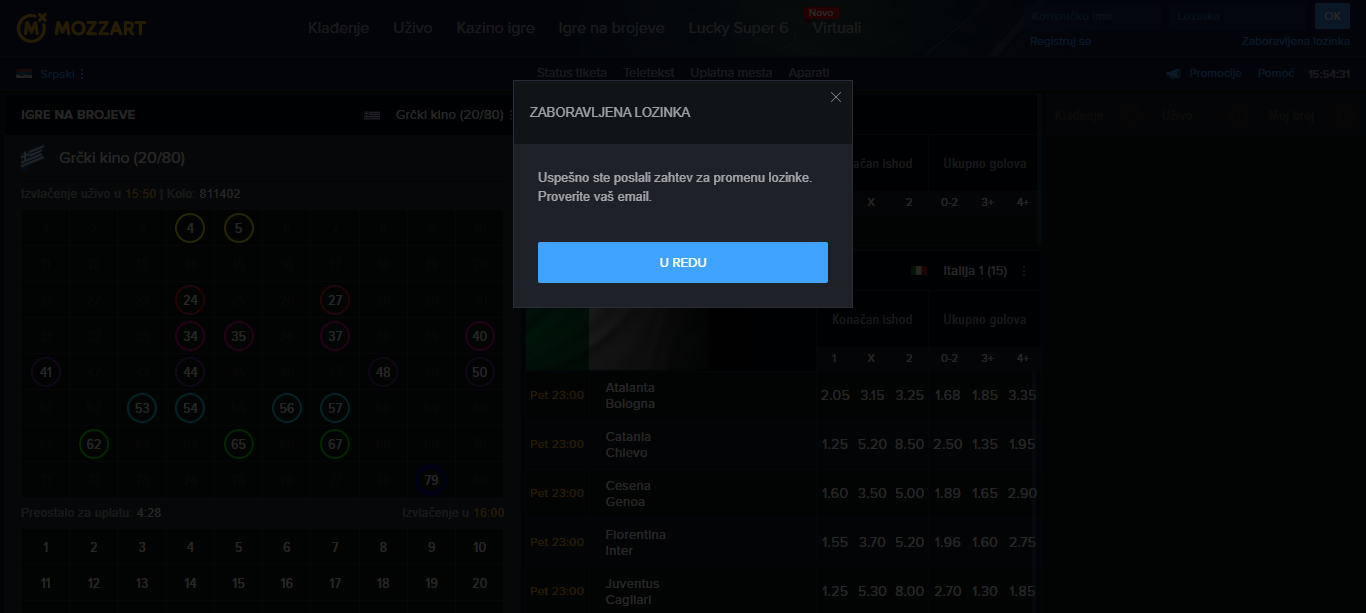 MOZZART
Klađenje Uživo Kazino igre Igre na brojeve Lucky Super 6 Virtuali
Novo
Korisničko ime Lozinka OK
Registruj se Zaboravljena lozinka
Srpski
Status tiketa Teletekst Uplatna mesta Aparati
Promocije Pomoć 15:54:31
IGRE NA BROJEVE Grčki kino (20/80)
Grčki kino (20/80)
Izvlačenje uživo u 15:50 | Kolo: 811402
4 5
24 27
34 35 37 40
41 44 48 50
53 54 56 57
62 65 67
79
Preostalo za uplatu: 4:28 Izvlačenje u 16:00
1 2 3 4 5 6 7 8 9 10
11 12 13 14 15 16 17 18 19 20
ZABORAVLJENA LOZINKA
Uspešno ste poslali zahtev za promenu lozinke.
Proverite vaš email.
U REDU
ačan ishod Ukupno golova
X 2 0-2 3+ 4+
Italija 1 (15)
Konačan ishod Ukupno golova
1 X 2 0-2 3+ 4+
Pet 23:00 Atalanta
Bologna 2.05 3.15 3.25 1.68 1.85 3.35
Pet 23:00 Catania
Chievo 1.25 5.20 8.50 2.50 1.35 1.95
Pet 23:00 Cesena
Genoa 1.60 3.50 5.00 1.89 1.65 2.90
Pet 23:00 Fiorentina
Inter 1.55 3.70 5.20 1.96 1.60 2.75
Pet 23:00 Juventus
Cagliari 1.25 5.30 8.00 2.70 1.30 1.85
Klađenje Uživo Moj broj